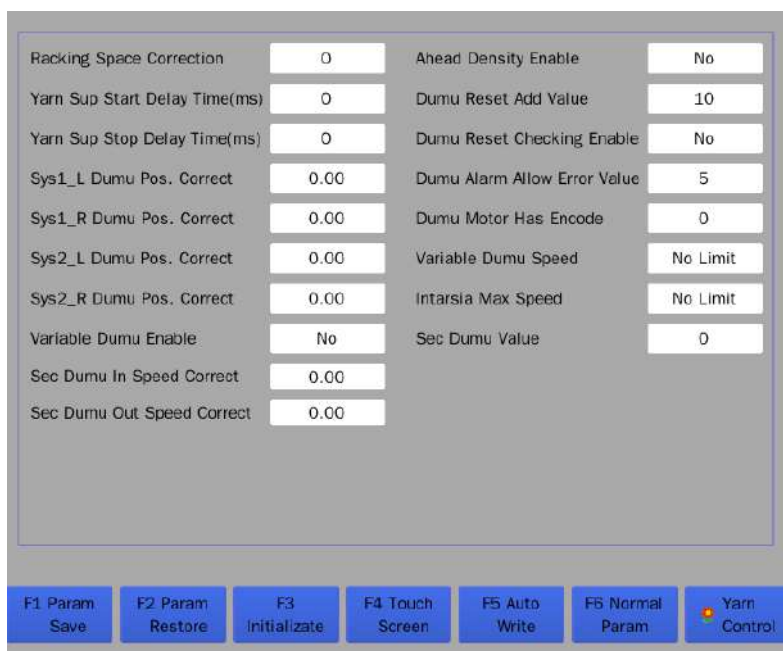 Racking Space Correction 0
Yarn Sup Start Delay Time(ms) 0
Yarn Sup Stop Delay Time(ms) 0
Sys1_L Dumu Pos. Correct 0.00
Sys1_R Dumu Pos. Correct 0.00
Sys2_L Dumu Pos. Correct 0.00
Sys2_R Dumu Pos. Correct 0.00
Variable Dumu Enable No
Sec Dumu In Speed Correct 0.00
Sec Dumu Out Speed Correct 0.00
Ahead Density Enable No
Dumu Reset Add Value 10
Dumu Reset Checking Enable No
Dumu Alarm Allow Error Value 5
Dumu Motor Has Encode 0
Variable Dumu Speed No Limit
Intarsia Max Speed No Limit
Sec Dumu Value 0
F1 Param
Save
F2 Param
Restore
F3
Initializate
F4 Touch
Screen
F5 Auto
Write
F6 Normal
Param
Yarn
Control